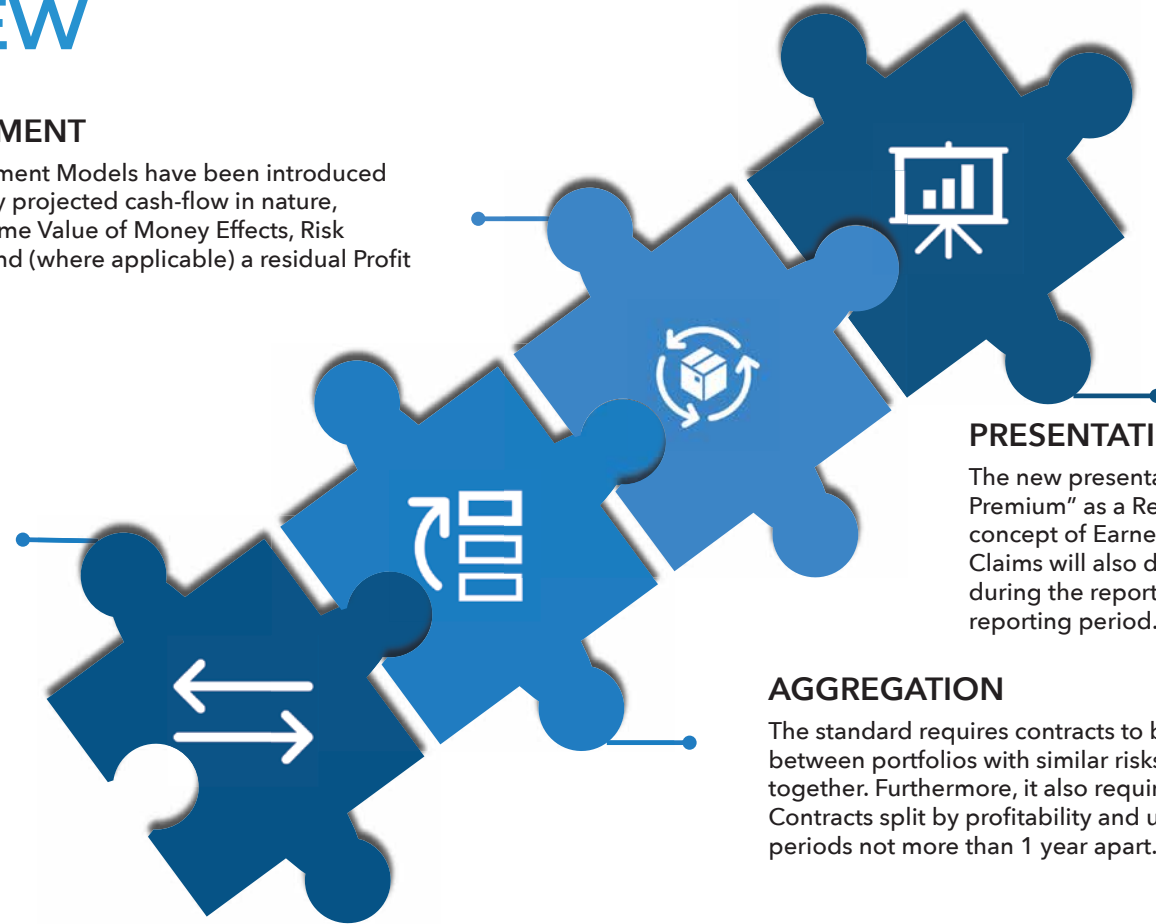 EW
MENT
ment Models have been introduced
y projected cash-flow in nature,
me Value of Money Effects, Risk
nd (where applicable) a residual Profit
PRESENTATI
The new presenta
Premium” as a Re
concept of Earne
Claims will also d
during the report
reporting period.
AGGREGATION
The standard requires contracts to b
between portfolios with similar risks
together. Furthermore, it also requir
Contracts split by profitability and u
periods not more than 1 year apart.